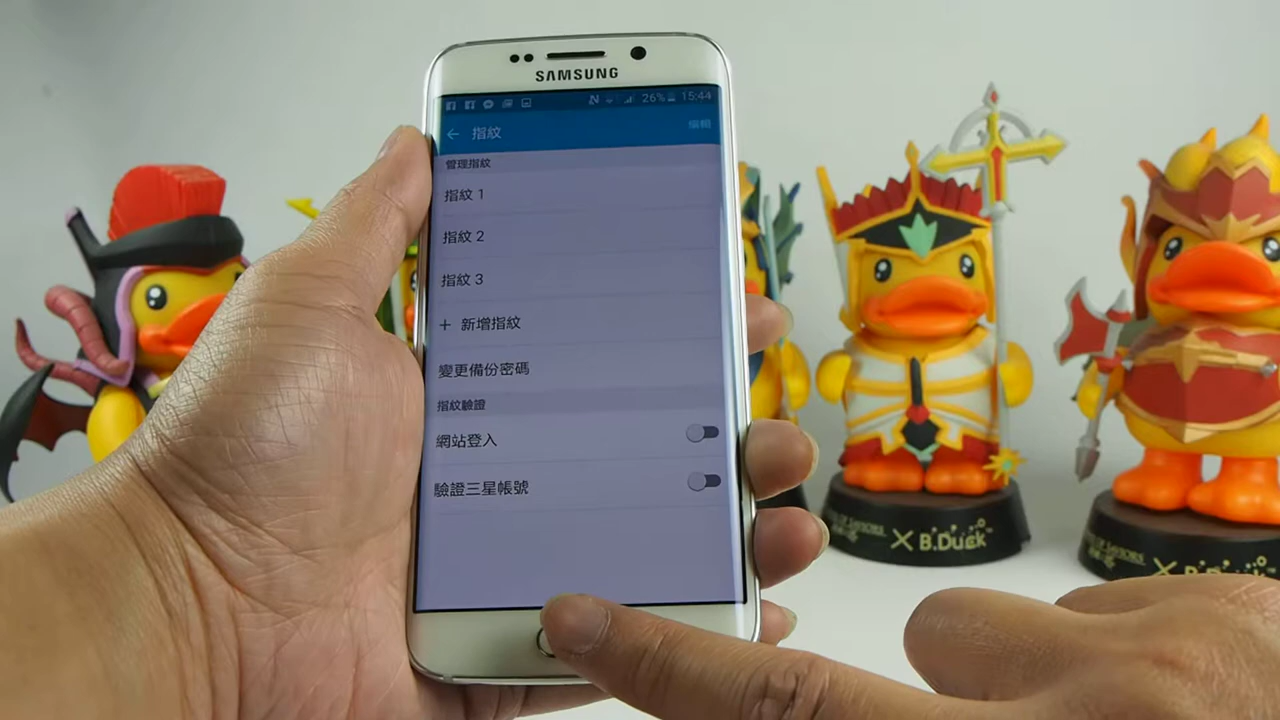 SAMSUNG
26% 15:44
指紋
編輯
管理指紋
指紋 1
指紋 2
指紋 3
+ 新增指紋
變更備份密碼
指紋驗證
網站登入
驗證三星帳號
X B.Duck
X B.Duck